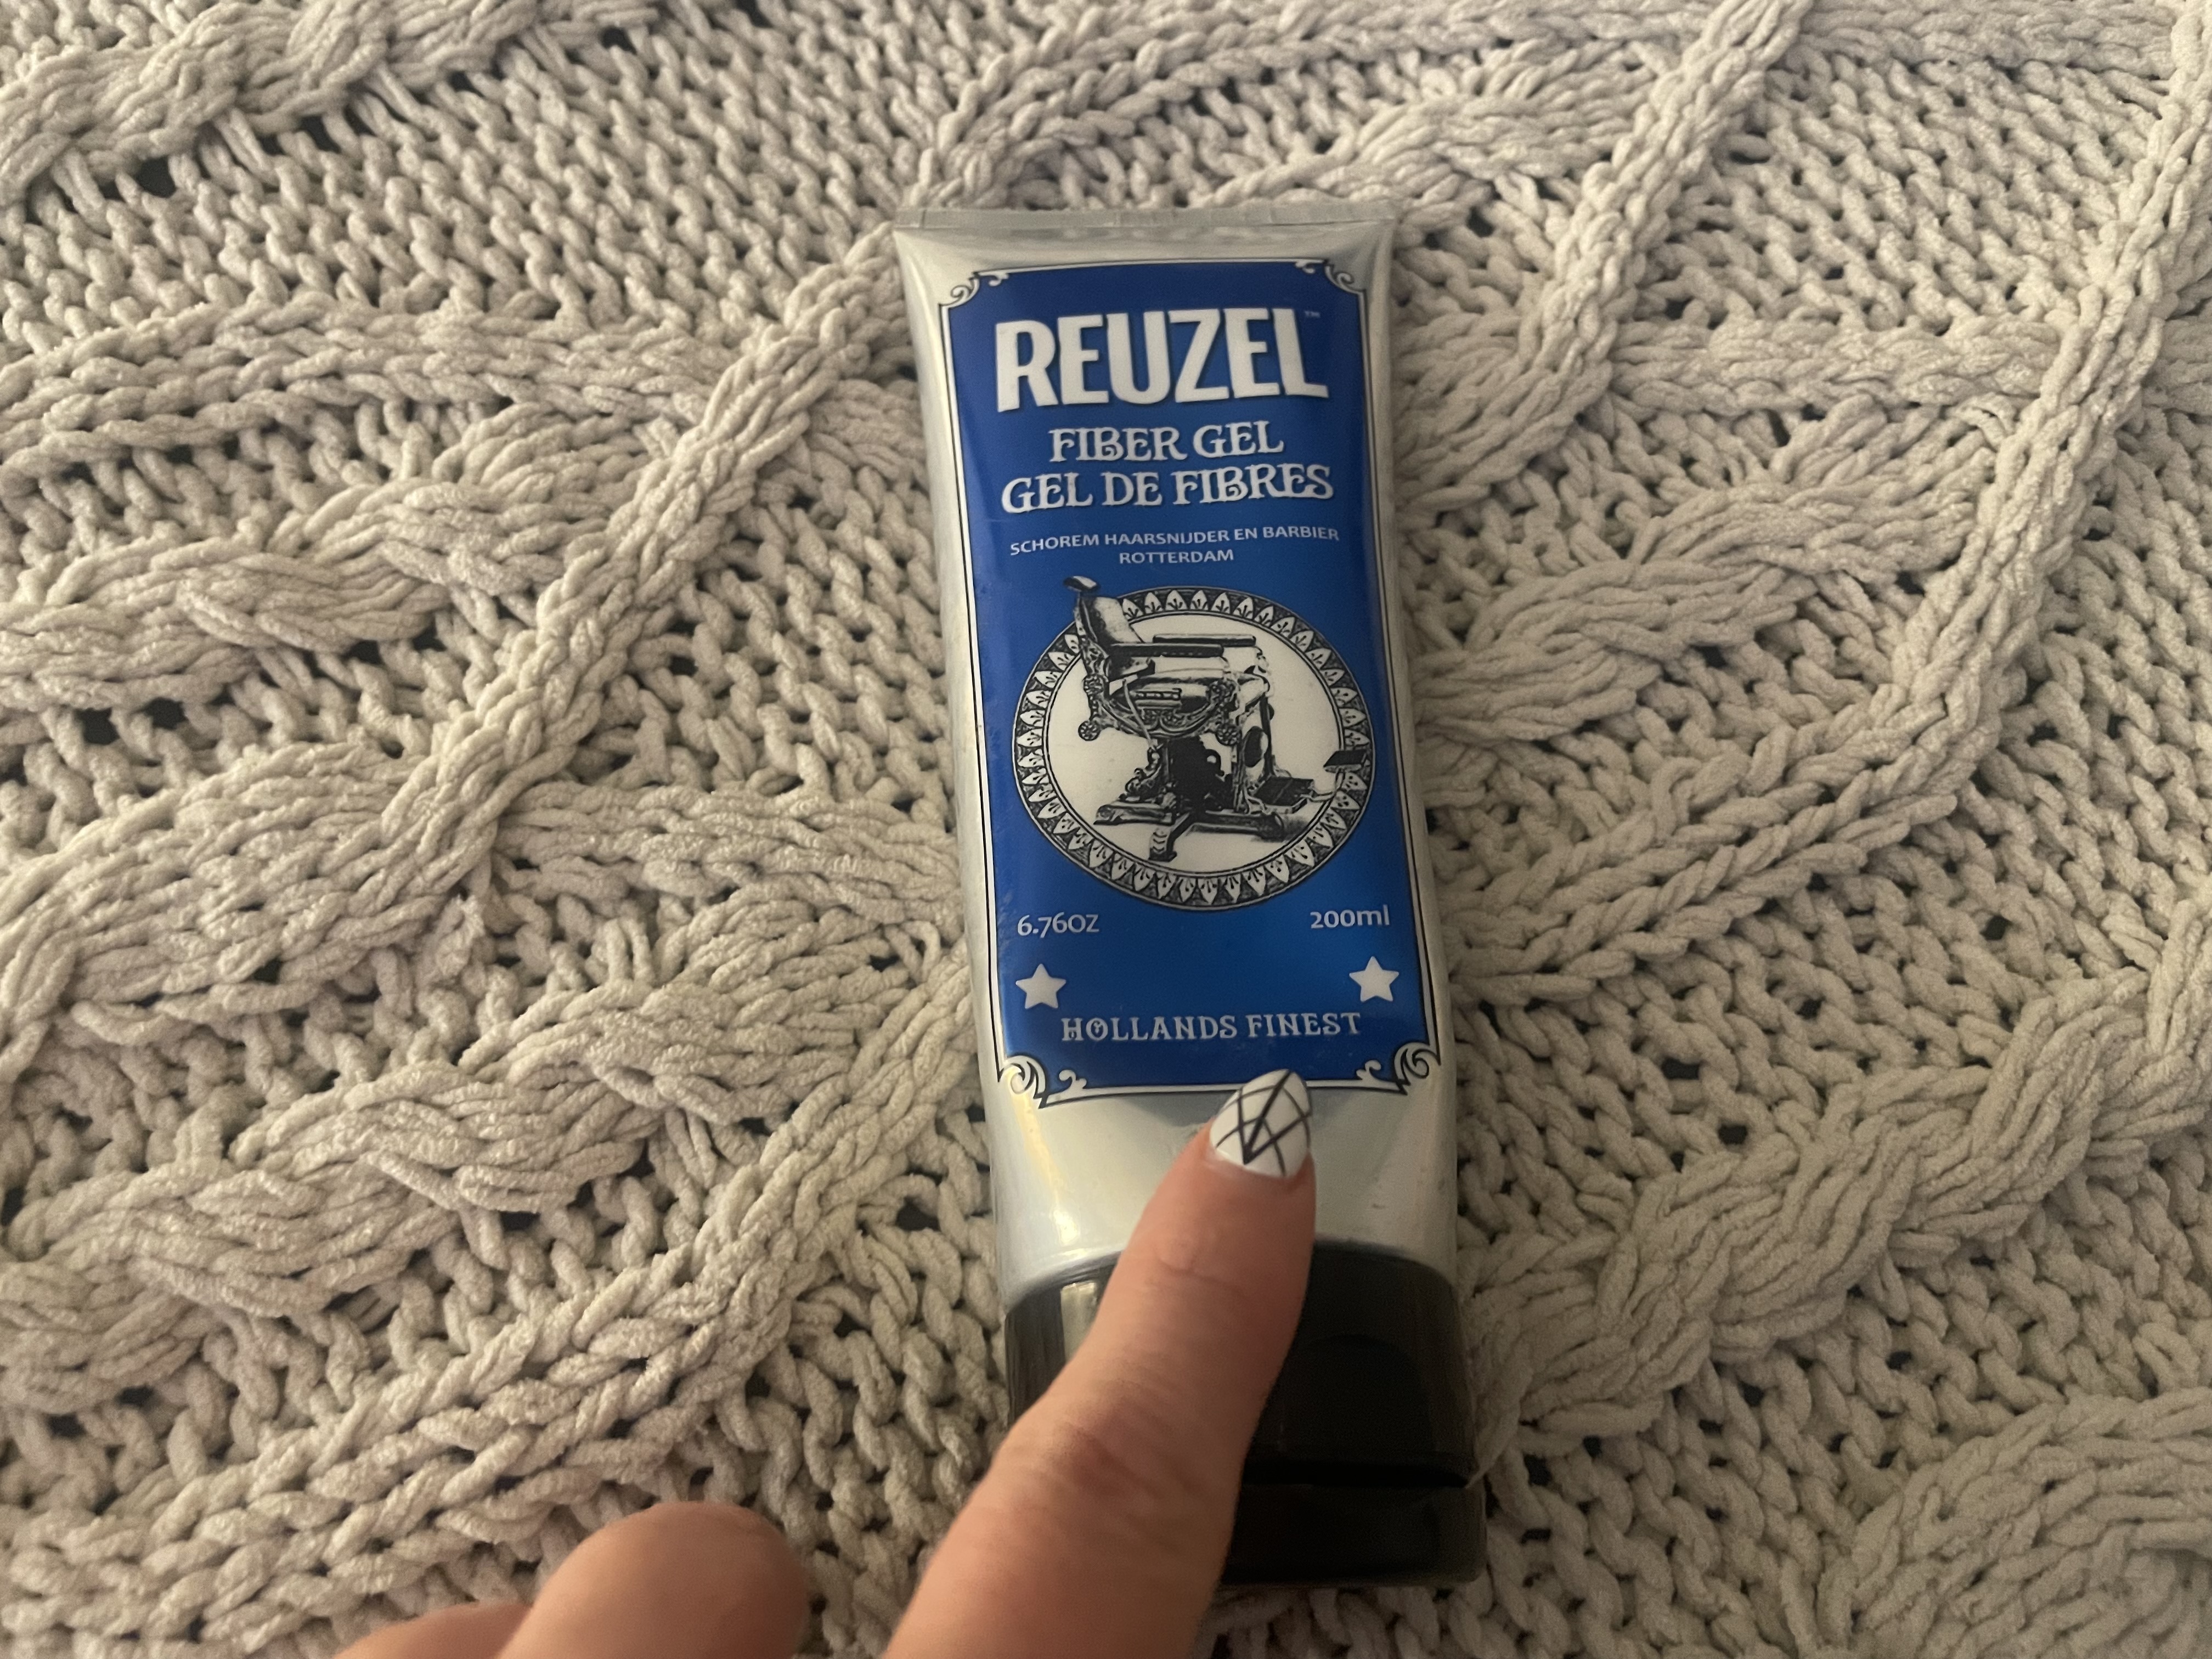 REUZEL™
FIBER GEL
GEL DE FIBRES
SCHOREM HAARSNIJDER EN BARBIER
ROTTERDAM
6.76OZ 200ml
HOLLANDS FINEST